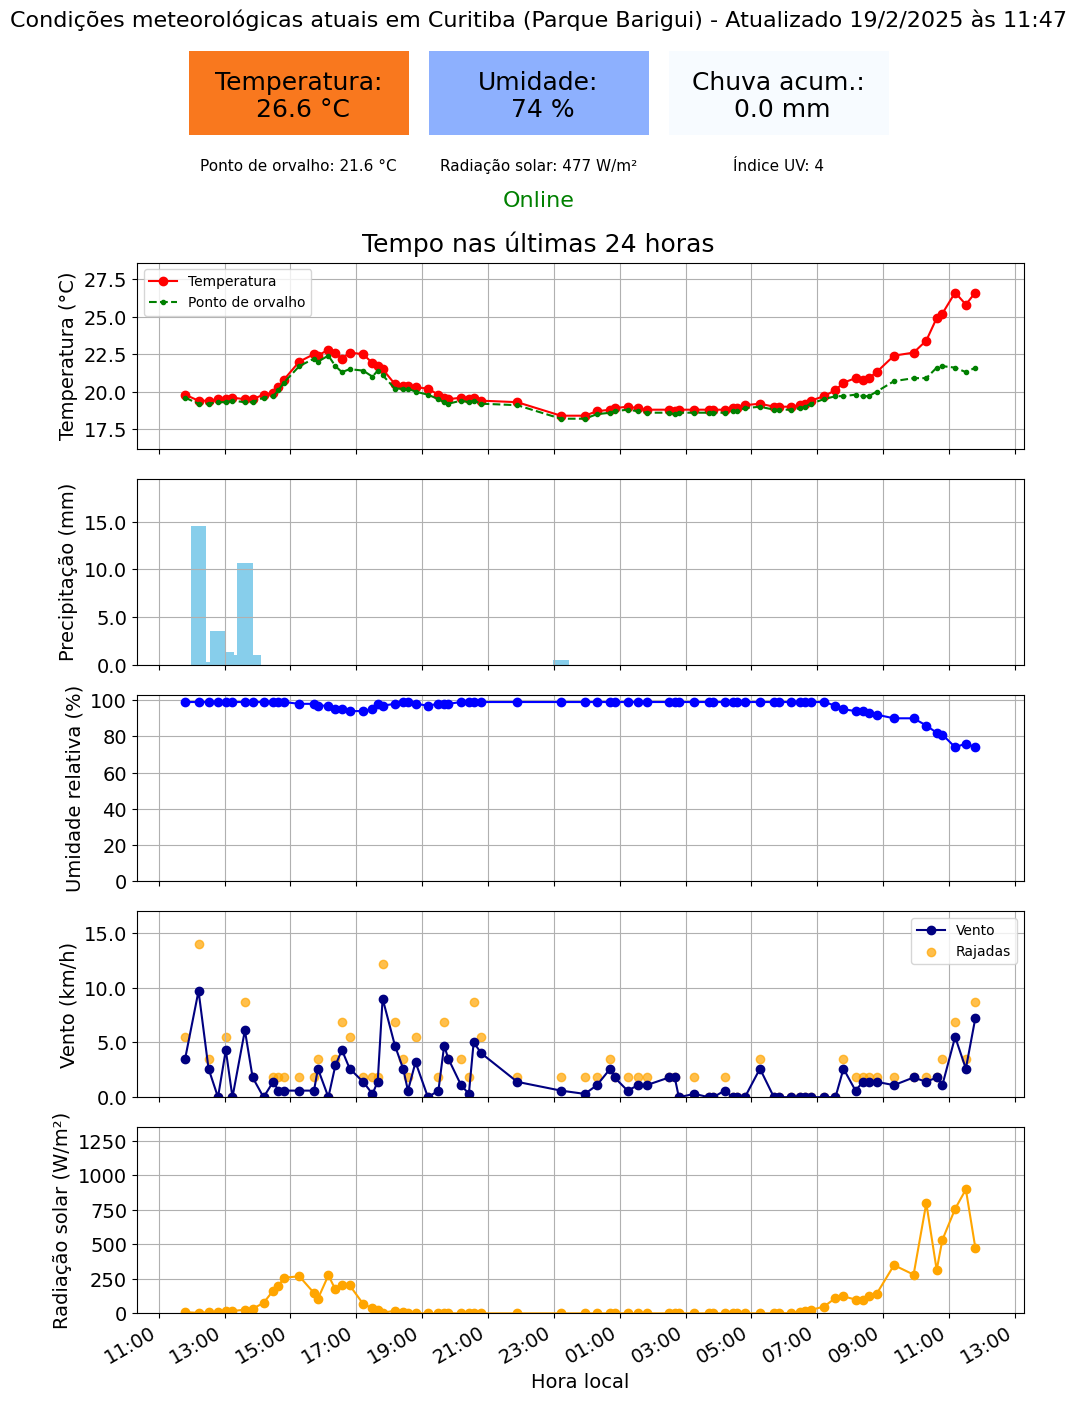 Condições meteorológicas atuais em Curitiba (Parque Barigui) - Atualizado 19/2/2025 às 11:47
Temperatura:
26.6 °C
Umidade:
74 %
Chuva acum.:
0.0 mm
Ponto de orvalho: 21.6 °C
Radiação solar: 477 W/m²
Índice UV: 4
Online
Tempo nas últimas 24 horas
Temperatura (°C)
27.5
25.0
22.5
20.0
17.5
Temperatura
Ponto de orvalho
Precipitação (mm)
15.0
10.0
5.0
0.0
Umidade relativa (%)
100
80
60
40
20
0
Vento (km/h)
15.0
10.0
5.0
0.0
Vento
Rajadas
Radiação solar (W/m²)
1250
1000
750
500
250
0
11:00
13:00
15:00
17:00
19:00
21:00
23:00
01:00
03:00
05:00
07:00
09:00
11:00
13:00
Hora local